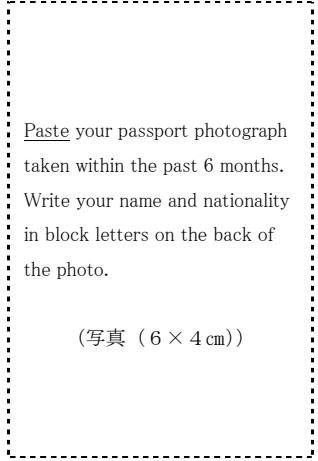 Paste your passport photograph
taken within the past 6 months.
Write your name and nationality
in block letters on the back of
the photo.
（写真（６×４㎝））